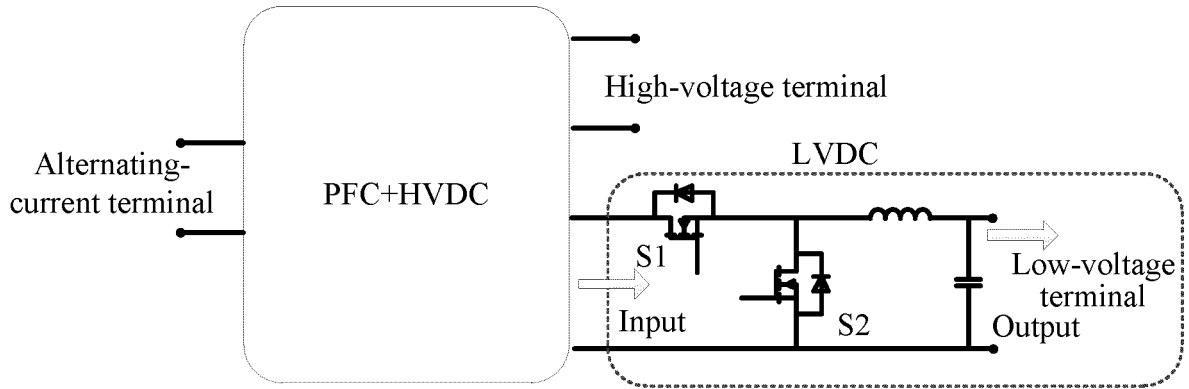 High-voltage terminal
Alternating-
current terminal
PFC+HVDC
LVDC
S1
Input
S2
Low-voltage
terminal
Output